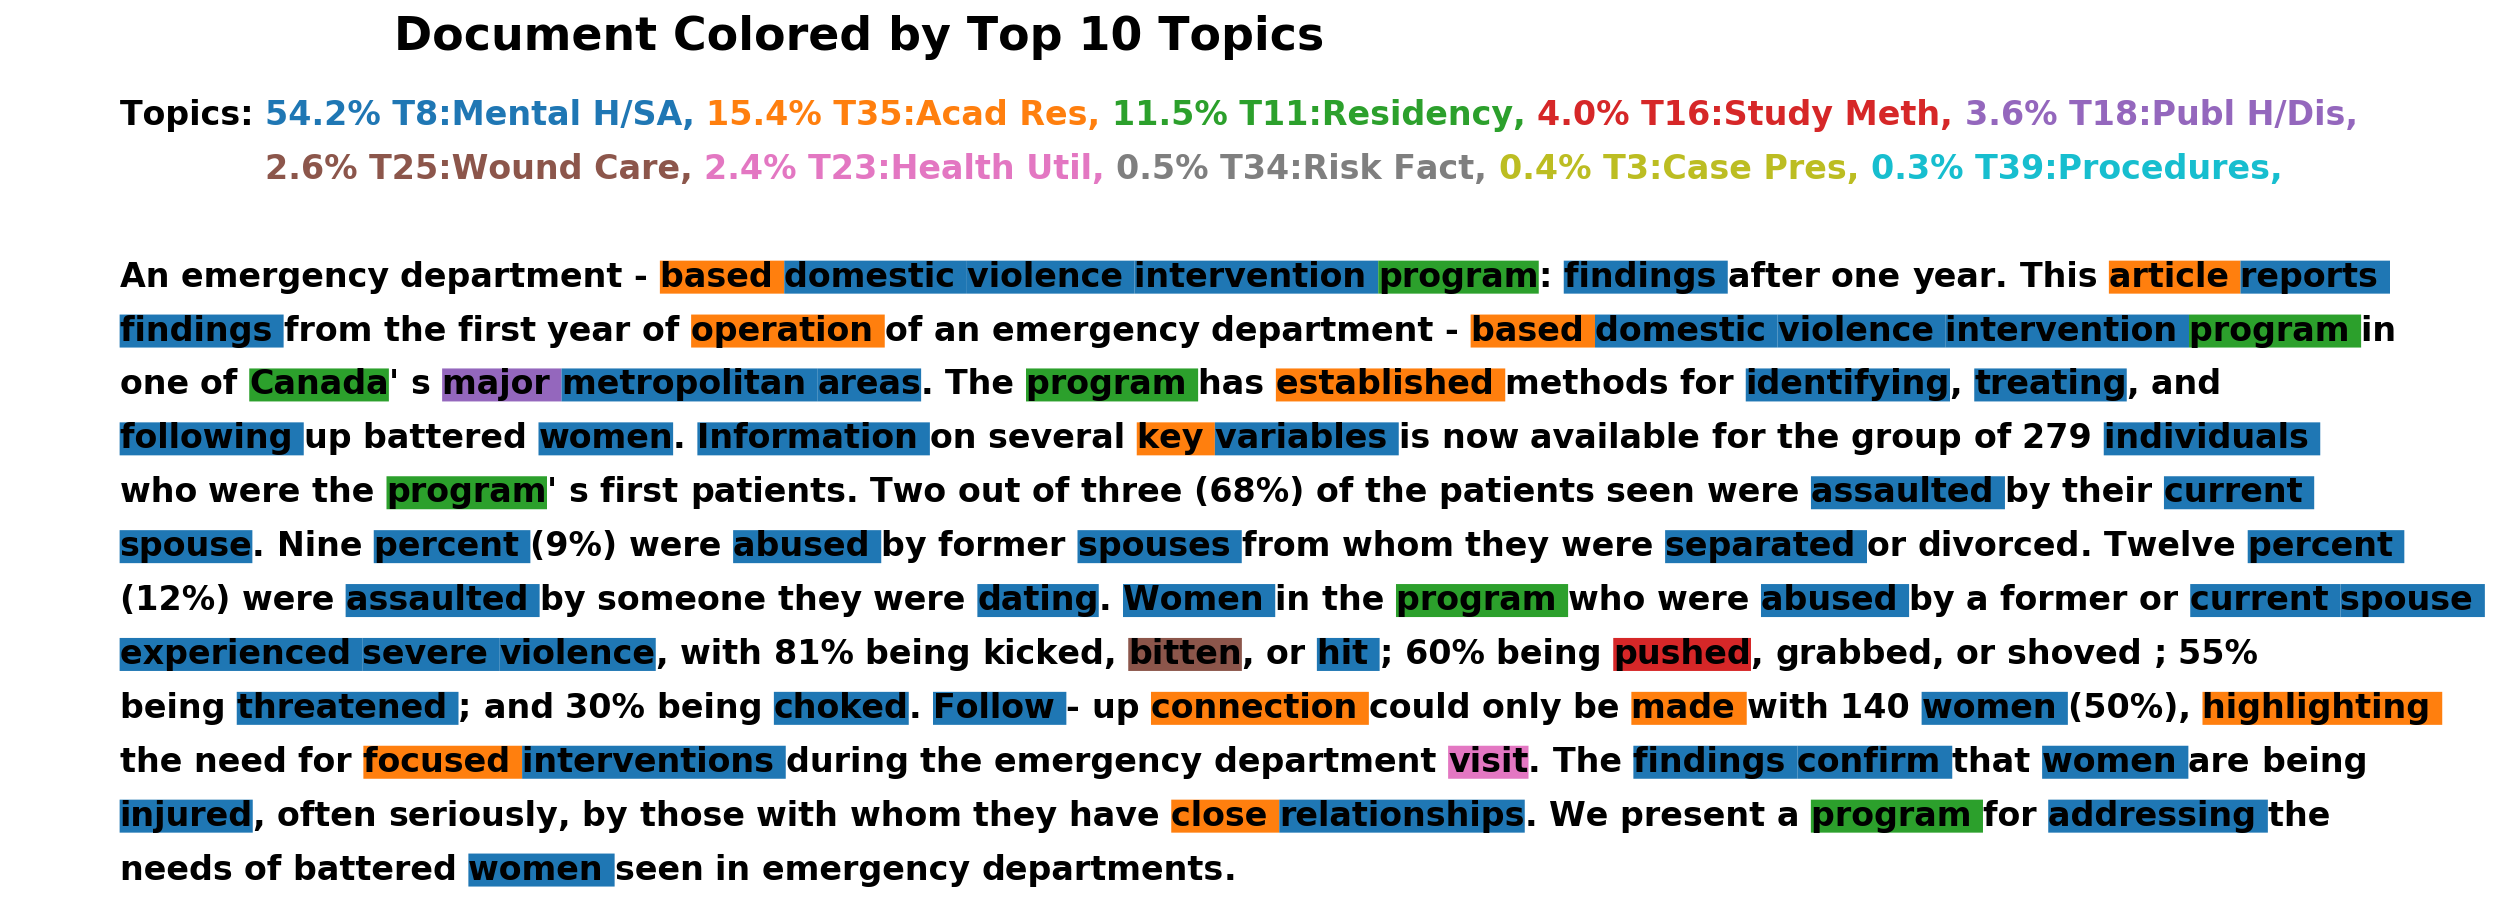 Document Colored by Top 10 Topics
Topics: 54.2% T8:Mental H/SA, 15.4% T35:Acad Res, 11.5% T11:Residency, 4.0% T16:Study Meth, 3.6% T18:Publ H/Dis,
2.6% T25:Wound Care, 2.4% T23:Health Util, 0.5% T34:Risk Fact, 0.4% T3:Case Pres, 0.3% T39:Procedures,
An emergency department - based domestic violence intervention program: findings after one year. This article reports
findings from the first year of operation of an emergency department - based domestic violence intervention program in
one of Canada' s major metropolitan areas. The program has established methods for identifying, treating, and
following up battered women. Information on several key variables is now available for the group of 279 individuals
who were the program' s first patients. Two out of three (68%) of the patients seen were assaulted by their current
spouse. Nine percent (9%) were abused by former spouses from whom they were separated or divorced. Twelve percent
(12%) were assaulted by someone they were dating. Women in the program who were abused by a former or current spouse
experienced severe violence, with 81% being kicked, bitten, or hit ; 60% being pushed, grabbed, or shoved ; 55%
being threatened ; and 30% being choked. Follow - up connection could only be made with 140 women (50%), highlighting
the need for focused interventions during the emergency department visit. The findings confirm that women are being
injured, often seriously, by those with whom they have close relationships. We present a program for addressing the
needs of battered women seen in emergency departments.